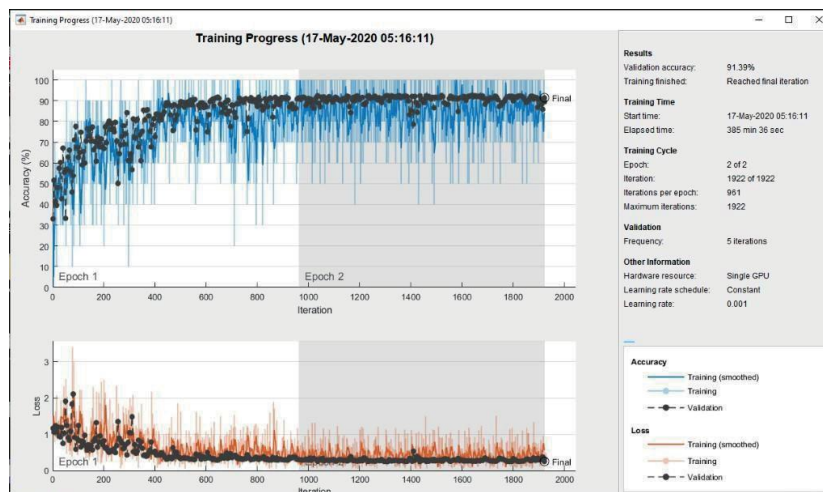 Training Progress (17-May-2020 05:16:11)
Training Progress (17-May-2020 05:16:11)
100
90
80
70
60
50
40
30
20
10
0
Accuracy (%)
Final
Epoch 1
Epoch 2
0 200 400 600 800 1000 1200 1400 1600 1800 2000
Iteration
3
2
1
0
Loss
Final
Epoch 1
0 200 400 600 800 1000 1200 1400 1600 1800 2000
Iteration
Results
Validation accuracy: 91.39%
Training finished: Reached final iteration
Training Time
Start time: 17-May-2020 05:16:11
Elapsed time: 385 min 36 sec
Training Cycle
Epoch: 2 of 2
Iteration: 1922 of 1922
Iterations per epoch: 961
Maximum iterations: 1922
Validation
Frequency: 5 iterations
Other Information
Hardware resource: Single GPU
Learning rate schedule: Constant
Learning rate: 0.001
Accuracy
Training (smoothed)
Training
Validation
Loss
Training (smoothed)
Training
Validation